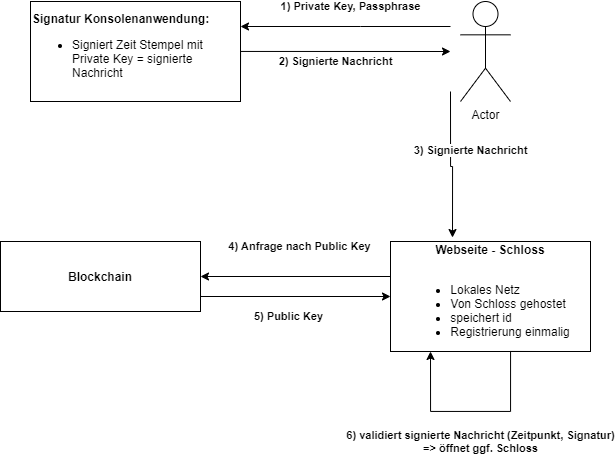 1) Private Key, Passphrase
Signatur Konsolenanwendung:
Signiert Zeit Stempel mit
Private Key = signierte
Nachricht
2) Signierte Nachricht
Actor
3) Signierte Nachricht
4) Anfrage nach Public Key
Blockchain
5) Public Key
Webseite - Schloss
Lokales Netz
Von Schloss gehostet
speichert id
Registrierung einmalig
6) validiert signierte Nachricht (Zeitpunkt, Signatur)
=> öffnet ggf. Schloss